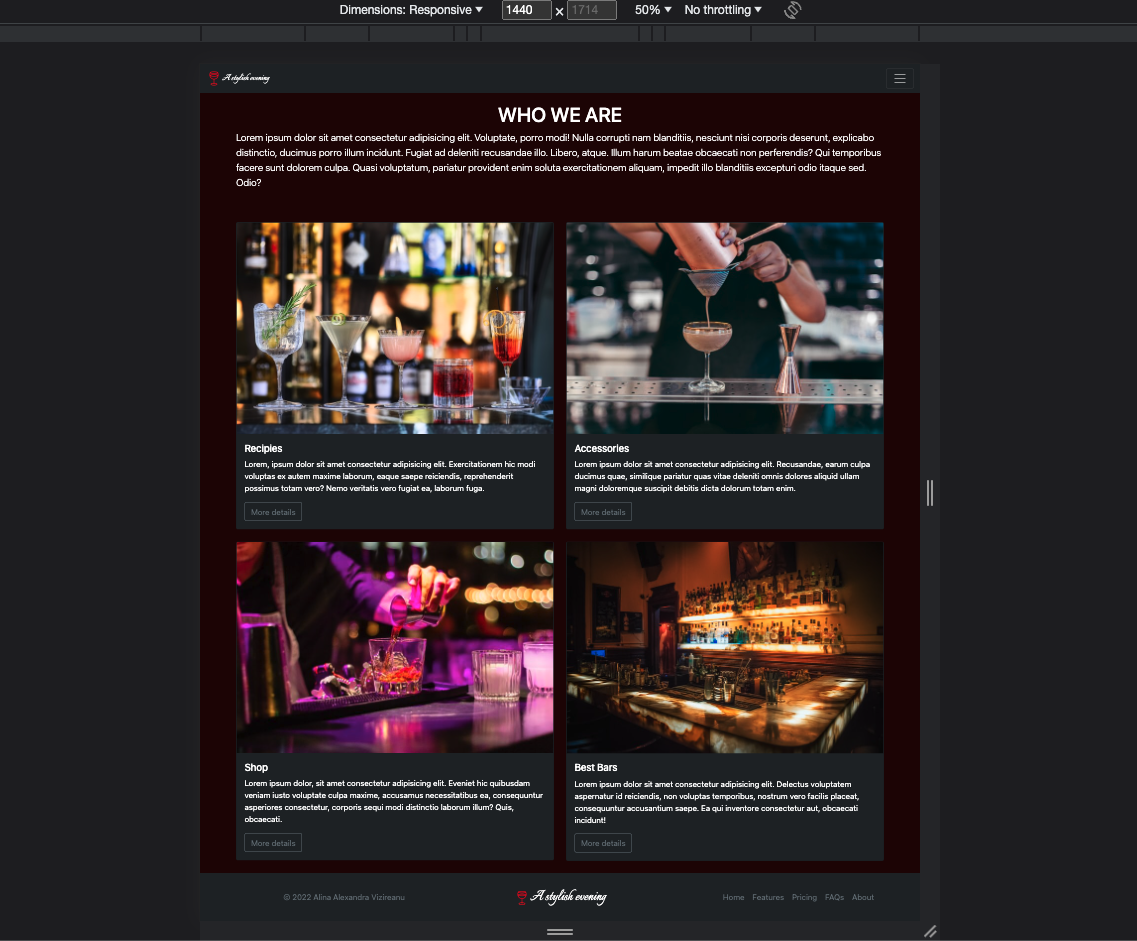 Dimensions: Responsive ▼ 1440 × 1714 50% ▼ No throttling ▼
A stylish evening
WHO WE ARE
Lorem ipsum dolor sit amet consectetur adipisicing elit. Voluptate, porro modi! Nulla corrupti nam blanditiis, nesciunt nisi corporis deserunt, explicabo
distinctio, ducimus porro illum incidunt. Fugiat ad deleniti recusandae illo. Libero, atque. Illum harum beatae obcaecati non perferendis? Qui temporibus
facere sunt dolorem culpa. Quasi voluptatum, pariatur provident enim soluta exercitationem aliquam, impedit illo blanditiis excepturi odio itaque sed.
Odio?
Recipies
Lorem, ipsum dolor sit amet consectetur adipisicing elit. Exercitationem hic modi
voluptas ex autem maxime laborum, eaque saepe reiciendis, reprehenderit
possimus totam vero? Nemo veritatis vero fugiat ea, laborum fuga.
More details
Accessories
Lorem ipsum dolor sit amet consectetur adipisicing elit. Recusandae, earum culpa
ducimus quae, similique pariatur quas vitae deleniti omnis dolores aliquid ullam
magni doloremque suscipit debitis dicta dolorum totam enim.
More details
Shop
Lorem ipsum dolor, sit amet consectetur adipisicing elit. Eveniet hic quibusdam
veniam iusto voluptate culpa maxime, accusamus necessitatibus ea, consequuntur
asperiores consectetur, corporis sequi modi distinctio laborum illum? Quis,
obcaecati.
More details
Best Bars
Lorem ipsum dolor sit amet consectetur adipisicing elit. Delectus voluptatem
aspernatur id reiciendis, non voluptas temporibus, nostrum vero facilis placeat,
consequuntur accusantium saepe. Ea qui inventore consectetur aut, obcaecati
incidunt!
More details
© 2022 Alina Alexandra Vizireanu
A stylish evening
Home Features Pricing FAQs About